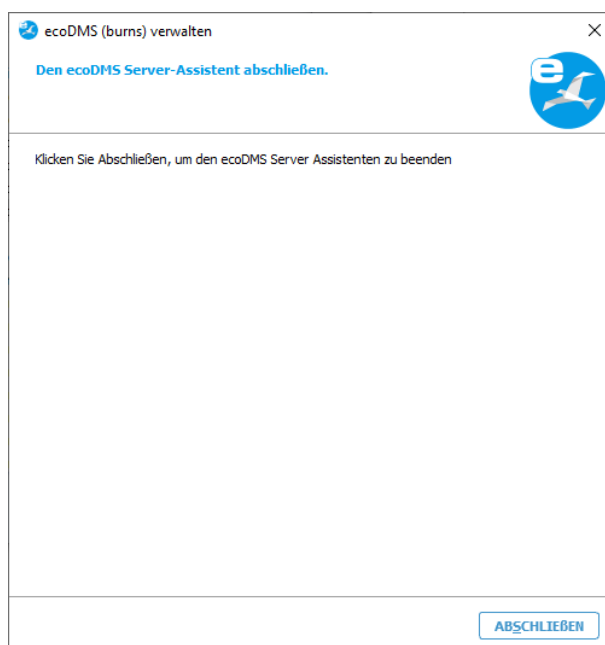 ecoDMS (burns) verwalten
Den ecoDMS Server-Assistent abschließen.
e
Klicken Sie Abschließen, um den ecoDMS Server Assistenten zu beenden
ABSCHLIEßEN